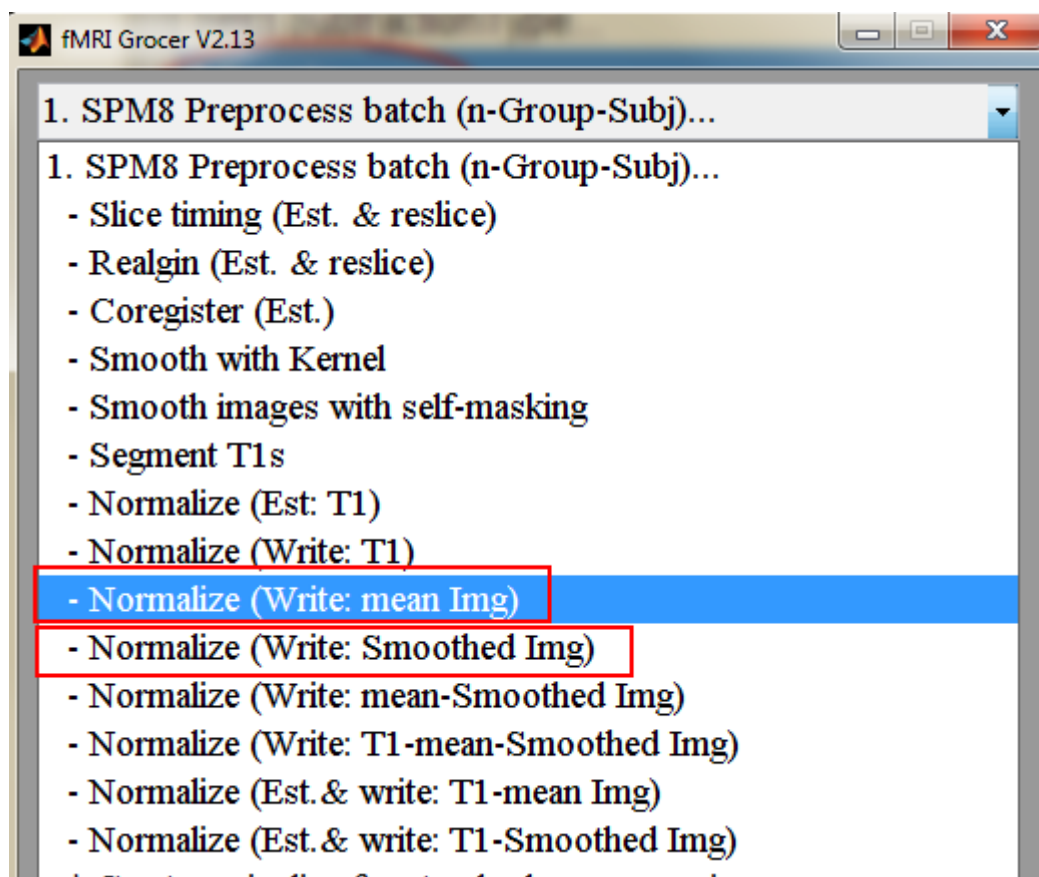 fMRI Grocer V2.13
1. SPM8 Preprocess batch (n-Group-Subj)...
1. SPM8 Preprocess batch (n-Group-Subj)...
- Slice timing (Est. & reslice)
- Realgin (Est. & reslice)
- Coregister (Est.)
- Smooth with Kernel
- Smooth images with self-masking
- Segment T1s
- Normalize (Est: T1)
- Normalize (Write: T1)
- Normalize (Write: mean Img)
- Normalize (Write: Smoothed Img)
- Normalize (Write: mean-Smoothed Img)
- Normalize (Write: T1-mean-Smoothed Img)
- Normalize (Est.& write: T1-mean Img)
- Normalize (Est.& write: T1-Smoothed Img)